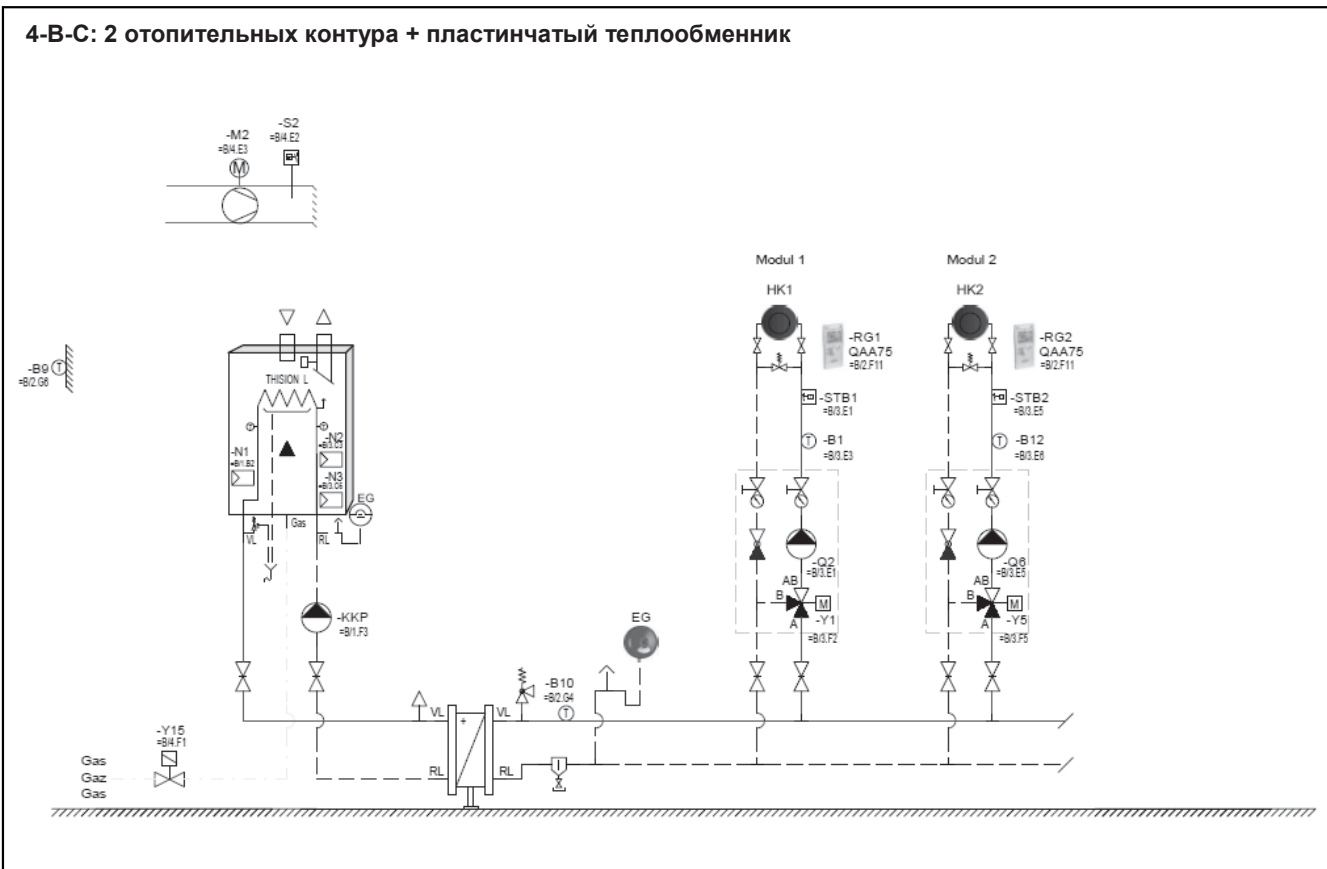 4-B-C: 2 отопительных контура + пластинчатый теплообменник
-S2
=B/4.E2
-M2
=B/4.E3
M
Modul 1
Modul 2
HK1
HK2
-RG1
QAA75
=B/2.F11
-RG2
QAA75
=B/2.F11
-B9
T
=B/2.G6
THISION L
-STB1
=B/3.E1
-STB2
=B/3.E5
T
-B1
=B/3.E3
T
-B12
=B/3.E6
-N1
=B/1.B2
-N2
=B/3.C3
-N3
=B/3.C6
EG
VL
Gas
RL
-Q2
=B/3.E1
-Q6
=B/3.E5
AB
B
M
A
-Y1
=B/3.F2
AB
B
M
A
-Y5
=B/3.F5
-KKP
=B/1.F3
EG
-B10
=B/2.G4
T
VL
+
VL
-Y15
=B/4.F1
RL
RL
Gas
Gaz
Gas